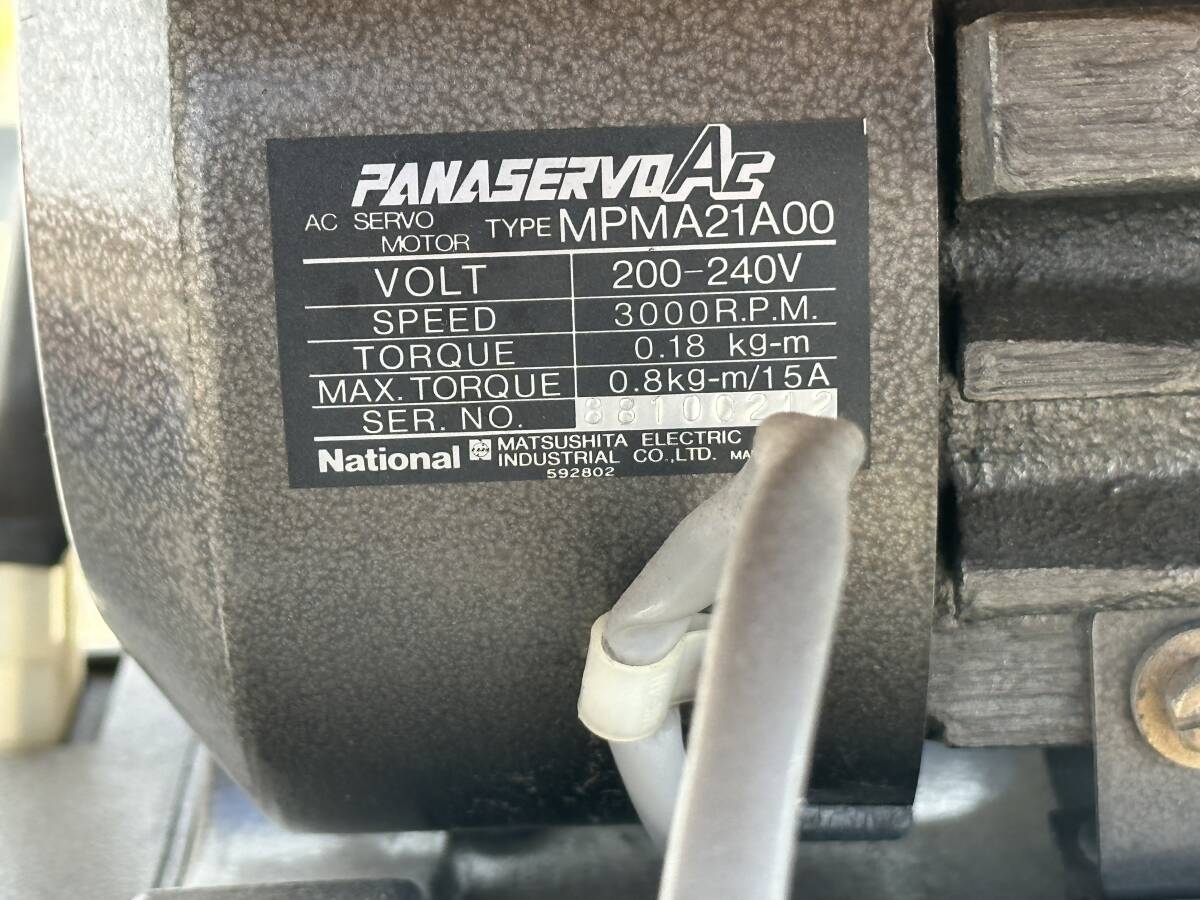 PANASERVO AC
AC SERVO MOTOR TYPE MPMA21A00
VOLT 200-240V
SPEED 3000R.P.M.
TORQUE 0.18 kg-m
MAX. TORQUE 0.8kg-m/15A
SER. NO. 88100212
National MATSUSHITA ELECTRIC
INDUSTRIAL CO.,LTD.
592802